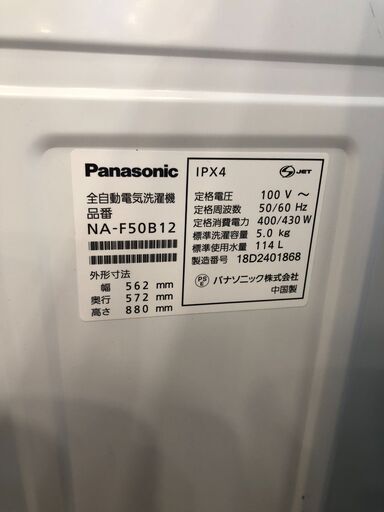 Panasonic
全自動電気洗濯機
品番
NA-F50B12
外形寸法
幅 562 mm
奥行 572 mm
高さ 880 mm
IPX4
JET
定格電圧 100 V ～
定格周波数 50/60 Hz
定格消費電力 400/430 W
標準洗濯容量 5.0 kg
標準使用水量 114 L
製造番号 18D2401868
PS E
パナソニック株式会社
中国製